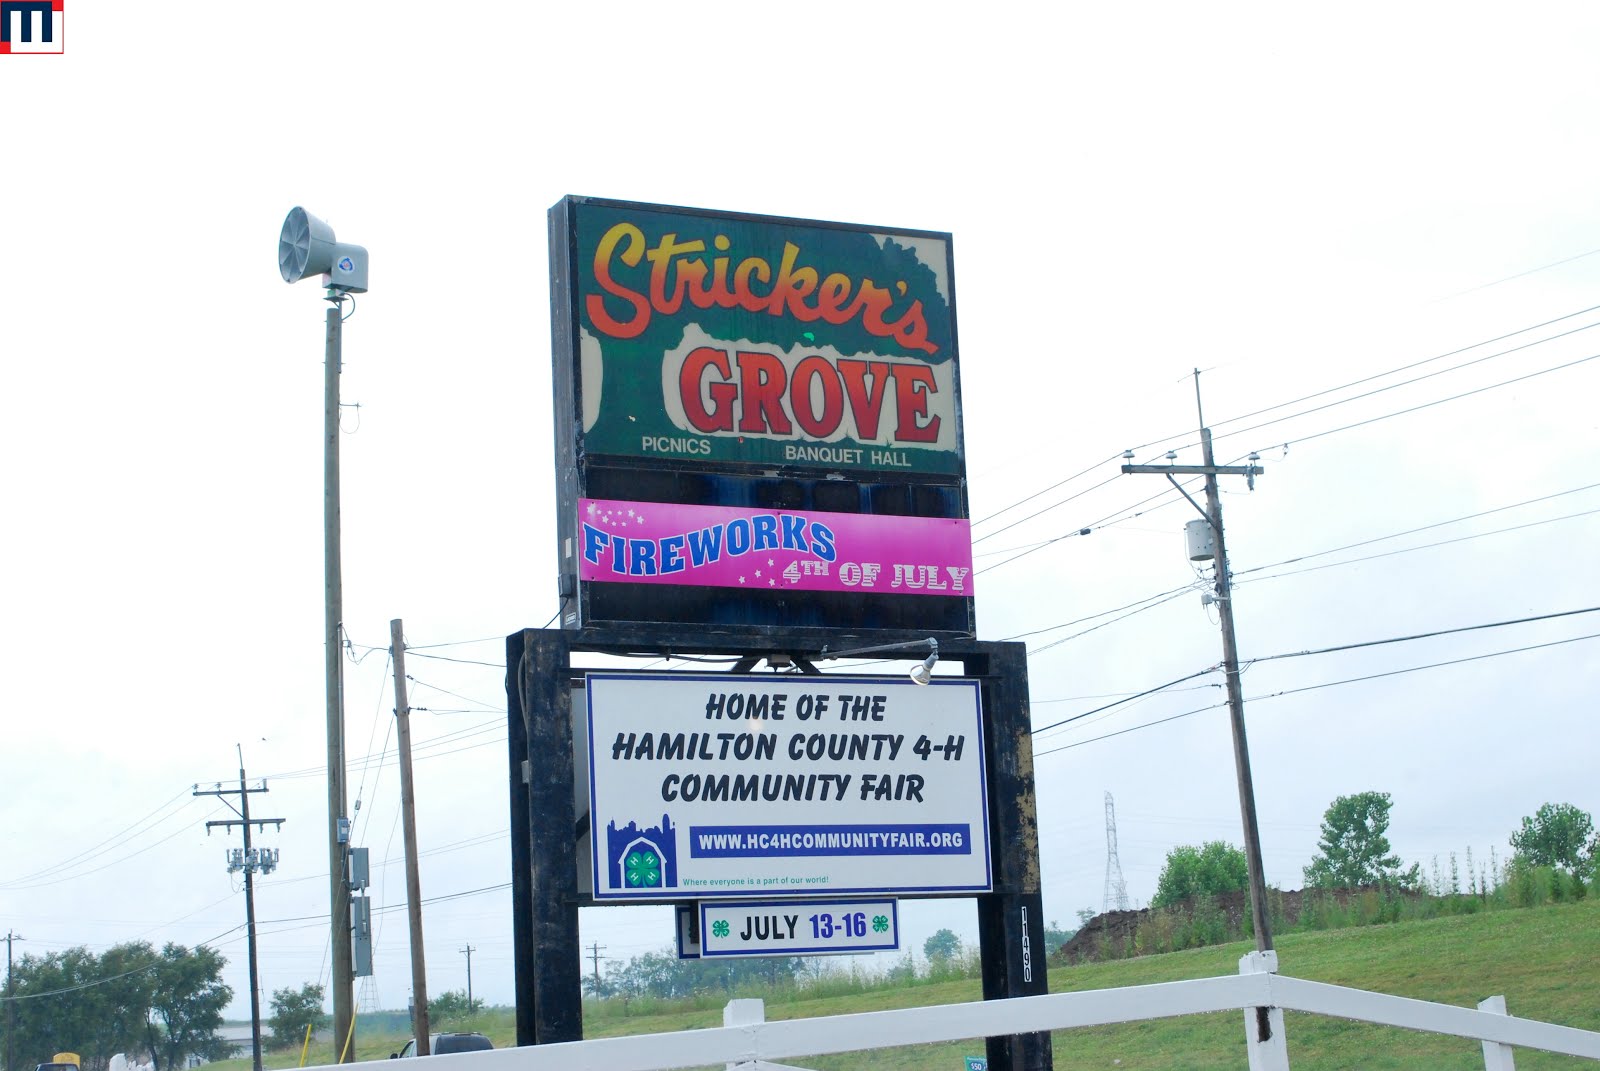 m
Stricker's
GROVE
PICNICS BANQUET HALL
FIREWORKS
4TH OF JULY
HOME OF THE
HAMILTON COUNTY 4-H
COMMUNITY FAIR
WWW.HC4HCOMMUNITYFAIR.ORG
H H
H H
Where everyone is a part of our world!
JULY 13-16
11490
550